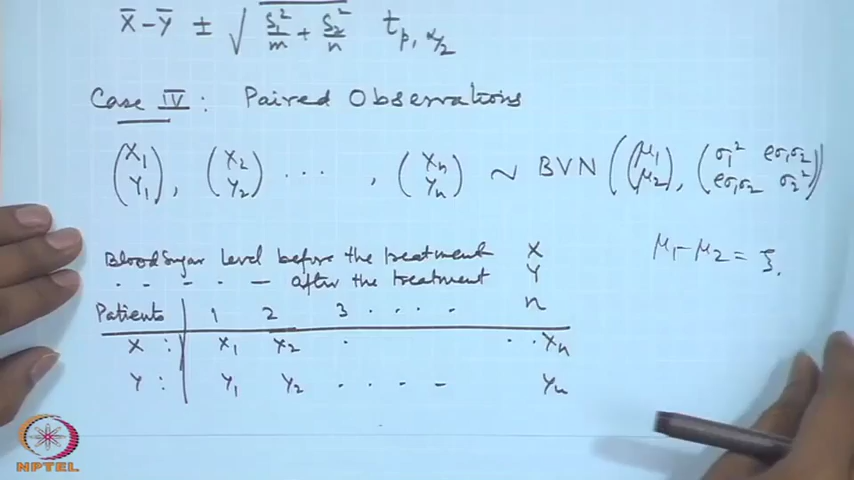 X̄ − Ȳ ± √(S₁²/m + S₂²/n) t_{p, α/2}
Case IV : Paired Observations
(X₁ Y₁), (X₂ Y₂) . . . , (Xₙ Yₙ) ~ BVN ((μ₁ μ₂), (σ₁² ρσ₁σ₂ ρσ₁σ₂ σ₂²))
Blood Sugar level before the treatment X
. . - - - — after the treatment Y
μ₁ − μ₂ = ξ.
Patients 1 2 3 . . . . n
X : X₁ X₂ . . . Xₙ
Y : Y₁ Y₂ . . . – Yₙ
NPTEL